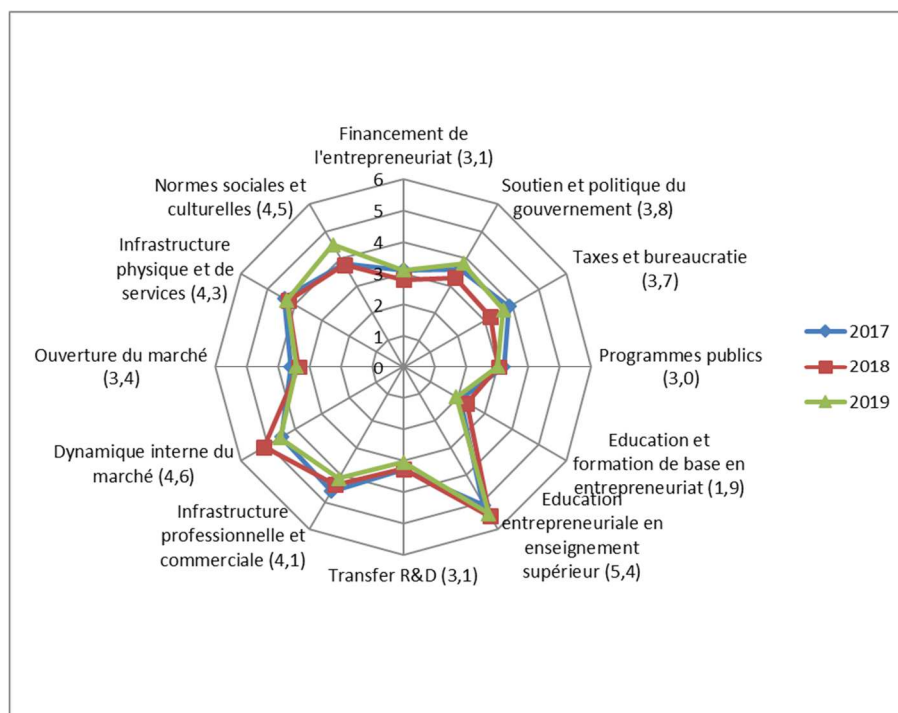 Financement de
l'entrepreneuriat (3,1)
Soutien et politique du
gouvernement (3,8)
Taxes et bureaucratie
(3,7)
Programmes publics
(3,0)
Education et
formation de base en
entrepreneuriat (1,9)
Education
entrepreneuriale en
enseignement
supérieur (5,4)
Transfer R&D (3,1)
Infrastructure
professionnelle et
commerciale (4,1)
Dynamique interne du
marché (4,6)
Ouverture du marché
(3,4)
Infrastructure
physique et de
services (4,3)
Normes sociales et
culturelles (4,5)
6
5
4
3
2
1
0
2017
2018
2019